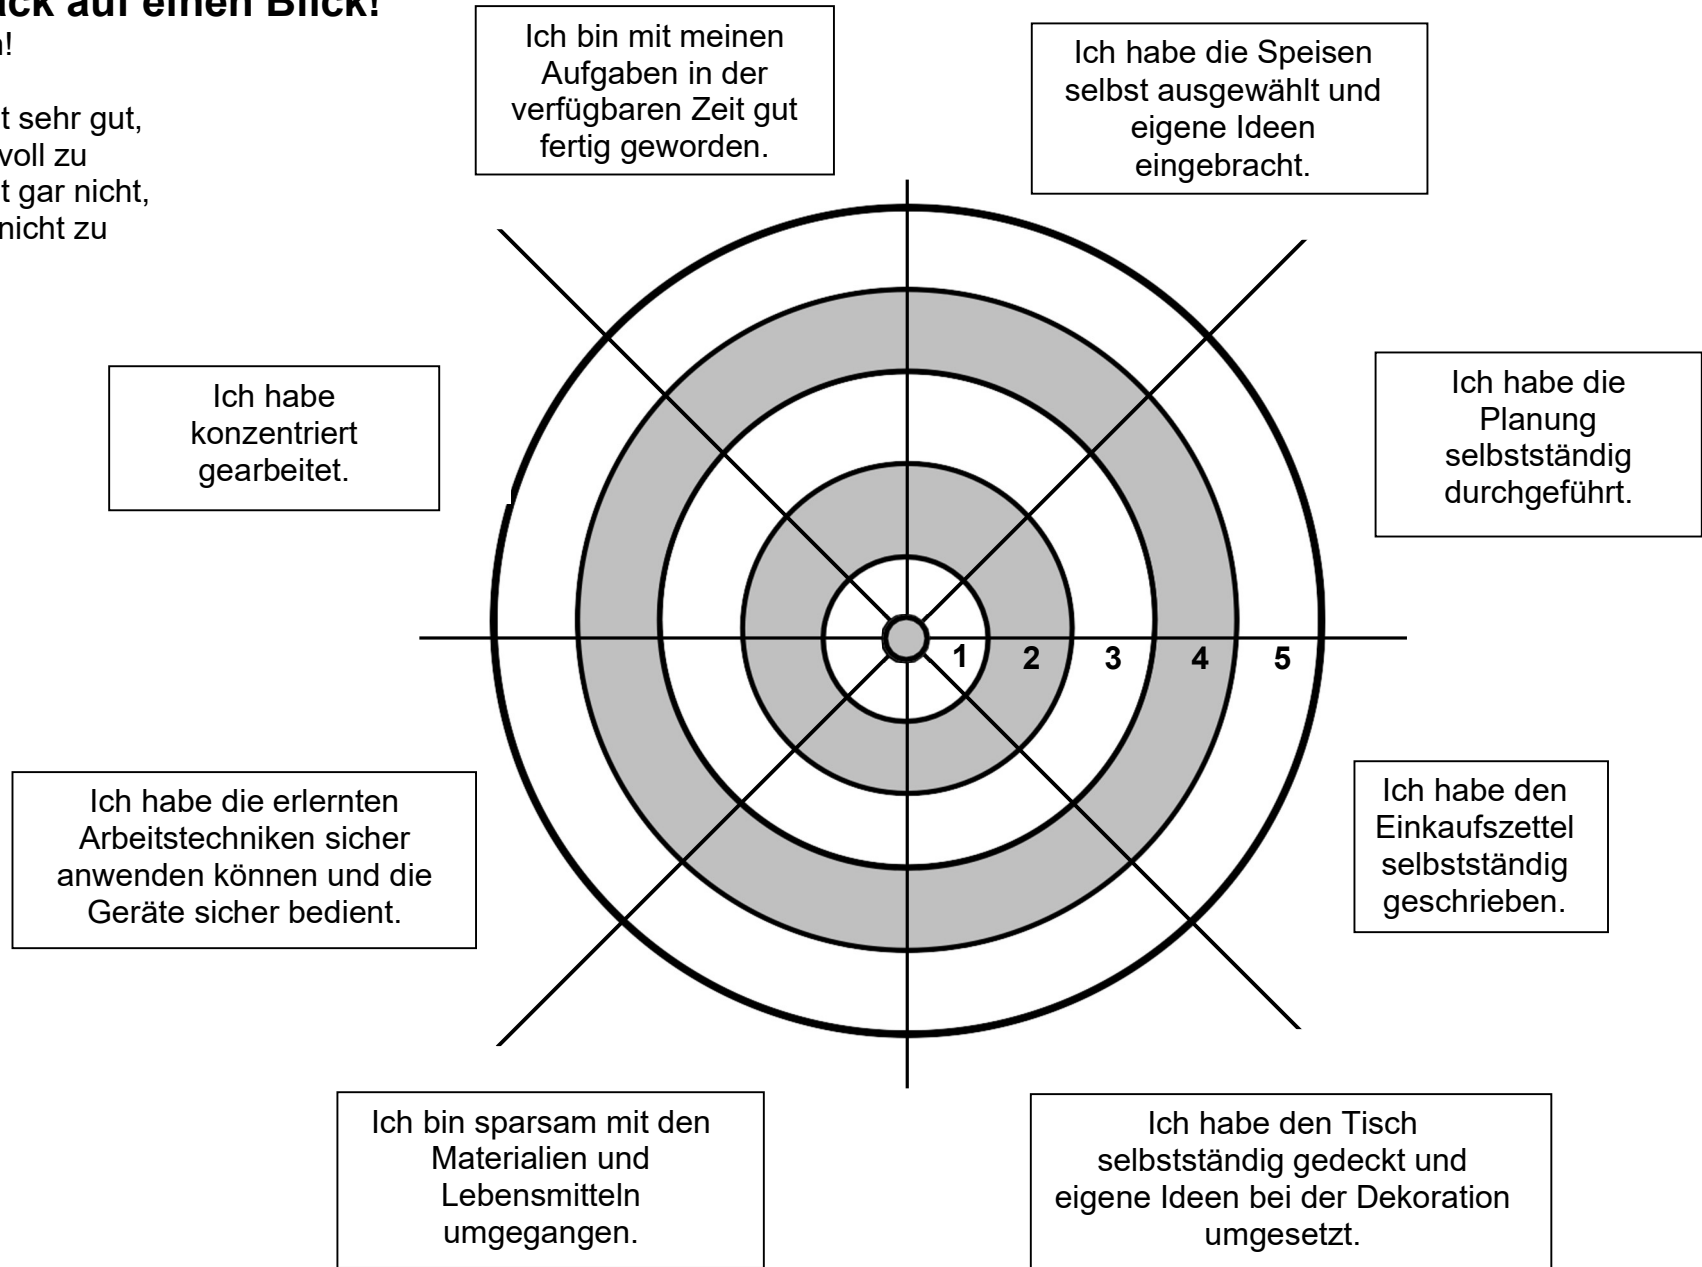 auf einen Blick!
t sehr gut,
voll zu
t gar nicht,
nicht zu
Ich bin mit meinen
Aufgaben in der
verfügbaren Zeit gut
fertig geworden.
Ich habe die Speisen
selbst ausgewählt und
eigene Ideen
eingebracht.
Ich habe
konzentriert
gearbeitet.
Ich habe die
Planung
selbstständig
durchgeführt.
1 2 3 4 5
Ich habe die erlernten
Arbeitstechniken sicher
anwenden können und die
Geräte sicher bedient.
Ich habe den
Einkaufszettel
selbstständig
geschrieben.
Ich bin sparsam mit den
Materialien und
Lebensmitteln
umgegangen.
Ich habe den Tisch
selbstständig gedeckt und
eigene Ideen bei der Dekoration
umgesetzt.